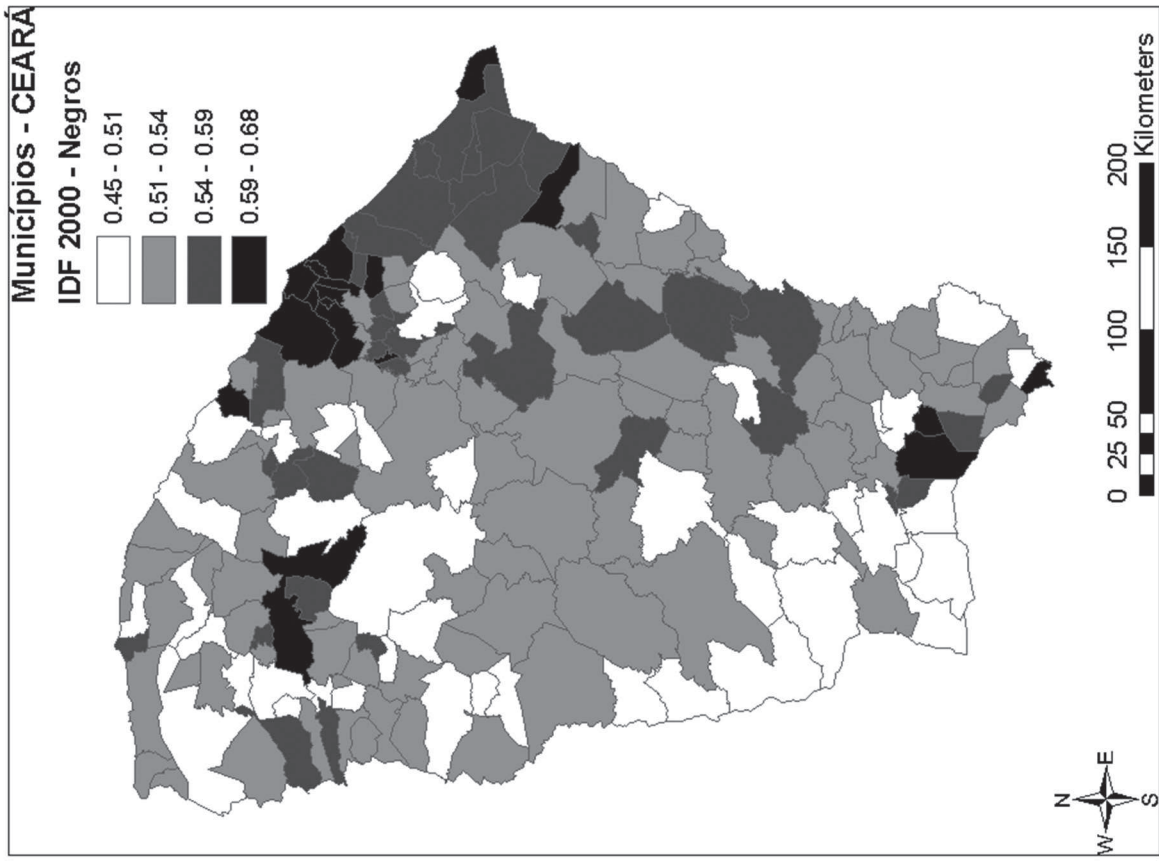 Municípios - CEARÁ
IDF 2000 - Negros
0.45 - 0.51
0.51 - 0.54
0.54 - 0.59
0.59 - 0.68
N
W E
S
0 25 50 100 150 200
Kilometers